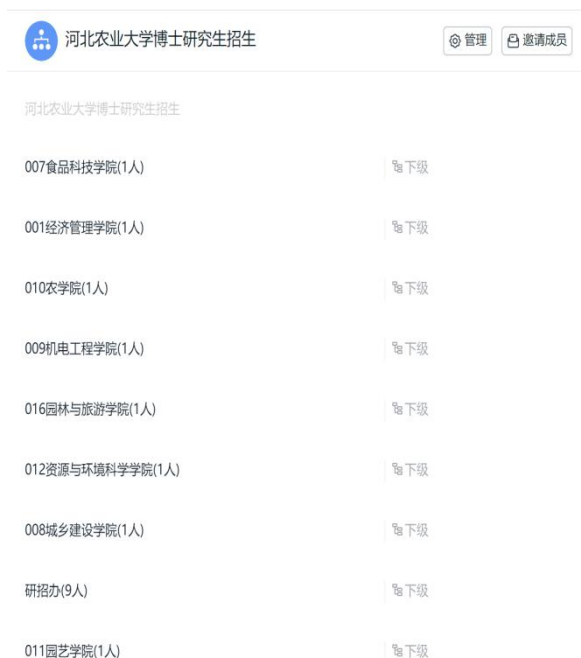 河北农业大学博士研究生招生 管理 邀请成员
河北农业大学博士研究生招生
007食品科技学院(1人) 下级
001经济管理学院(1人) 下级
010农学院(1人) 下级
009机电工程学院(1人) 下级
016园林与旅游学院(1人) 下级
012资源与环境科学学院(1人) 下级
008城乡建设学院(1人) 下级
研招办(9人) 下级
011园艺学院(1人) 下级